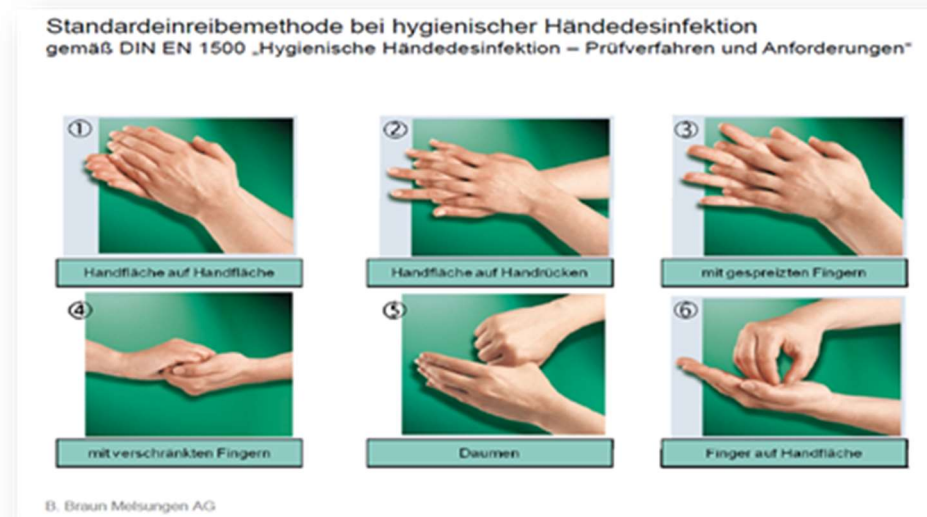 Standardeinreibemethode bei hygienischer Händedesinfektion
gemäß DIN EN 1500 „Hygienische Händedesinfektion – Prüfverfahren und Anforderungen“
①
②
③
Handfläche auf Handfläche
Handfläche auf Handrücken
mit gespreizten Fingern
④
⑤
⑥
mit verschränkten Fingern
Daumen
Finger auf Handfläche
B. Braun Melsungen AG